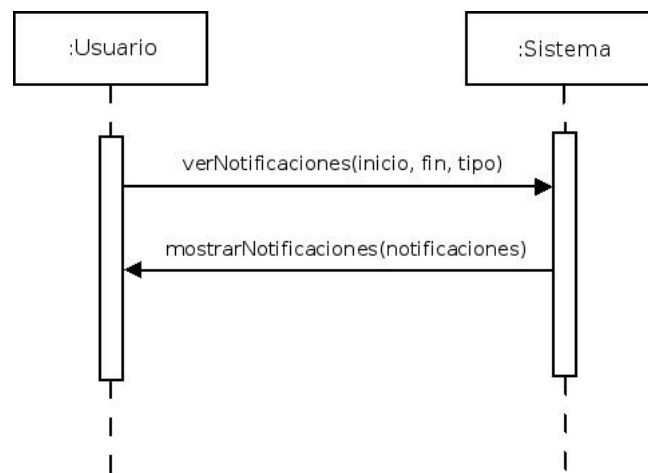 :Usuario
:Sistema
verNotificaciones(inicio, fin, tipo)
mostrarNotificaciones(notificaciones)